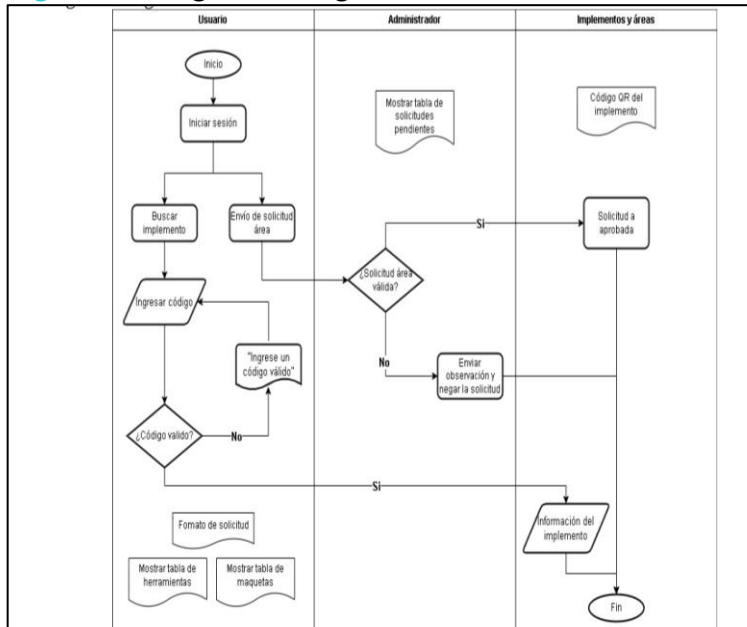 Usuario
Administrador
Implementos y áreas
Inicio
Iniciar sesión
Mostrar tabla de
solicitudes
pendientes
Código QR del
implemento
Buscar
implemento
Envío de solicitud
área
Si
Solicitud a
aprobada
¿Solicitud área
válida?
Ingresar código
"Ingrese un
código válido"
No
Enviar
observación y
negar la solicitud
¿Código valido?
No
Si
Información del
implemento
Fomato de solicitud
Mostrar tabla de
herramientas
Mostrar tabla de
maquetas
Fin